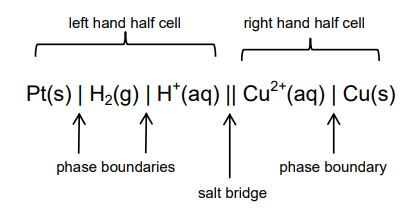 left hand half cell right hand half cell
Pt(s) | H₂(g) | H⁺(aq) || Cu²⁺(aq) | Cu(s)
phase boundaries phase boundary
salt bridge